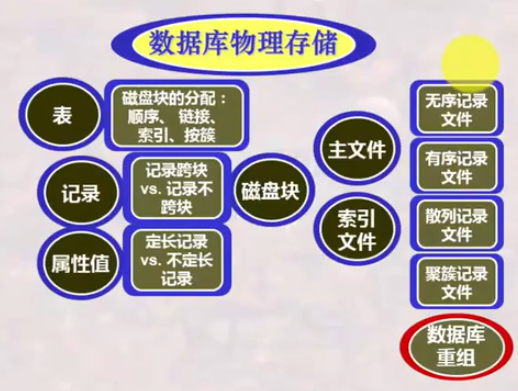 数据库物理存储
表
磁盘块的分配：
顺序、链接、
索引、按簇
记录
记录跨块
vs. 记录不
跨块
属性值
定长记录
vs. 不定长
记录
磁盘块
主文件
索引
文件
无序记录
文件
有序记录
文件
散列记录
文件
聚簇记录
文件
数据库
重组